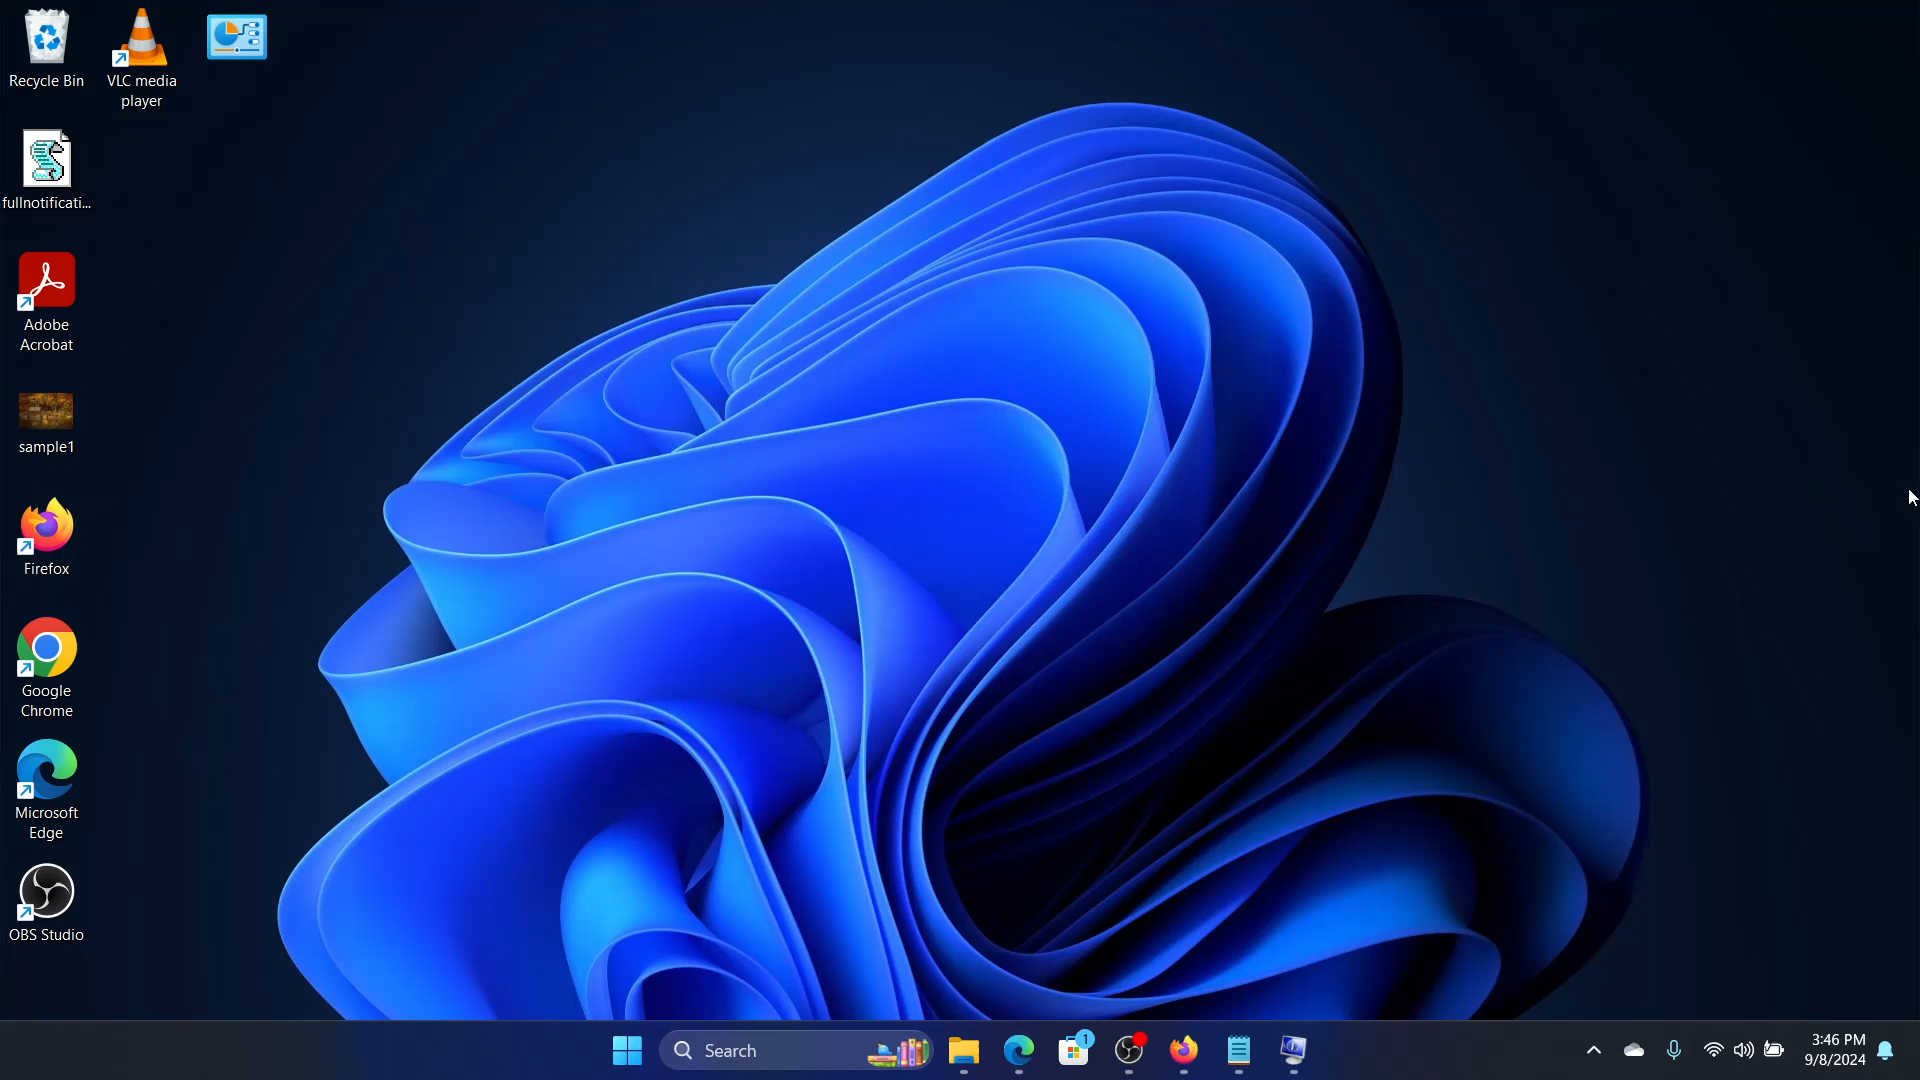 Recycle Bin
VLC media
player
fullnotificati...
Adobe
Acrobat
sample1
Firefox
Google
Chrome
Microsoft
Edge
OBS Studio
Search
1
3:46 PM
9/8/2024